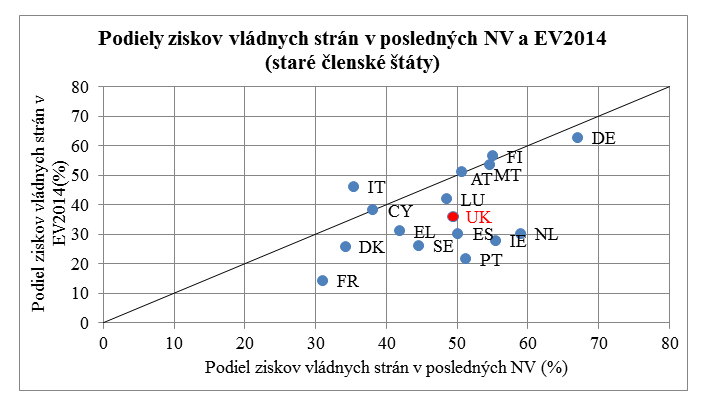 Podiely ziskov vládnych strán v posledných NV a EV2014
(staré členské štáty)
Podiel ziskov vládnych strán v
EV2014(%)
80
70
60
50
40
30
20
10
0
DE
FI
MT
AT
IT
LU
CY
UK
EL
ES
NL
DK
SE
IE
PT
FR
0 10 20 30 40 50 60 70 80
Podiel ziskov vládnych strán v posledných NV (%)